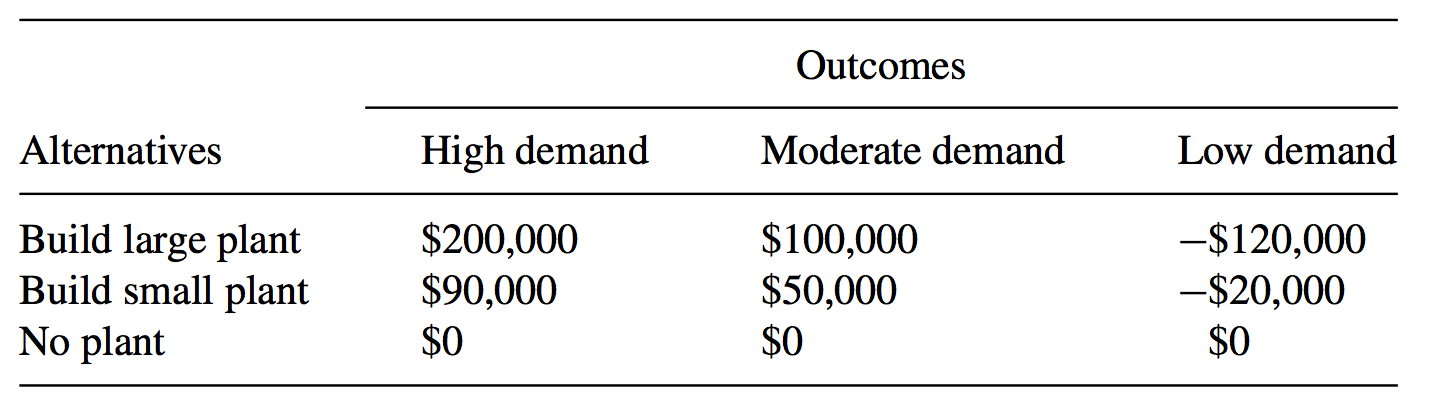 Outcomes
Alternatives High demand Moderate demand Low demand
Build large plant $200,000 $100,000 −$120,000
Build small plant $90,000 $50,000 −$20,000
No plant $0 $0 $0